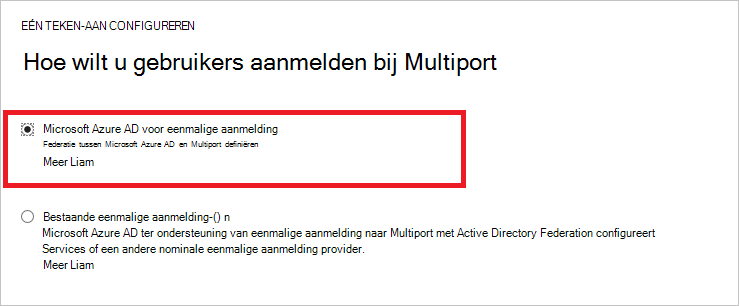 EÉN TEKEN-AAN CONFIGUREREN
Hoe wilt u gebruikers aanmelden bij Multiport
Microsoft Azure AD voor eenmalige aanmelding
Federatie tussen Microsoft Azure AD en Multiport definiëren
Meer Liam
Bestaande eenmalige aanmelding-() n
Microsoft Azure AD ter ondersteuning van eenmalige aanmelding naar Multiport met Active Directory Federation configureert
Services of een andere nominale eenmalige aanmelding provider.
Meer Liam